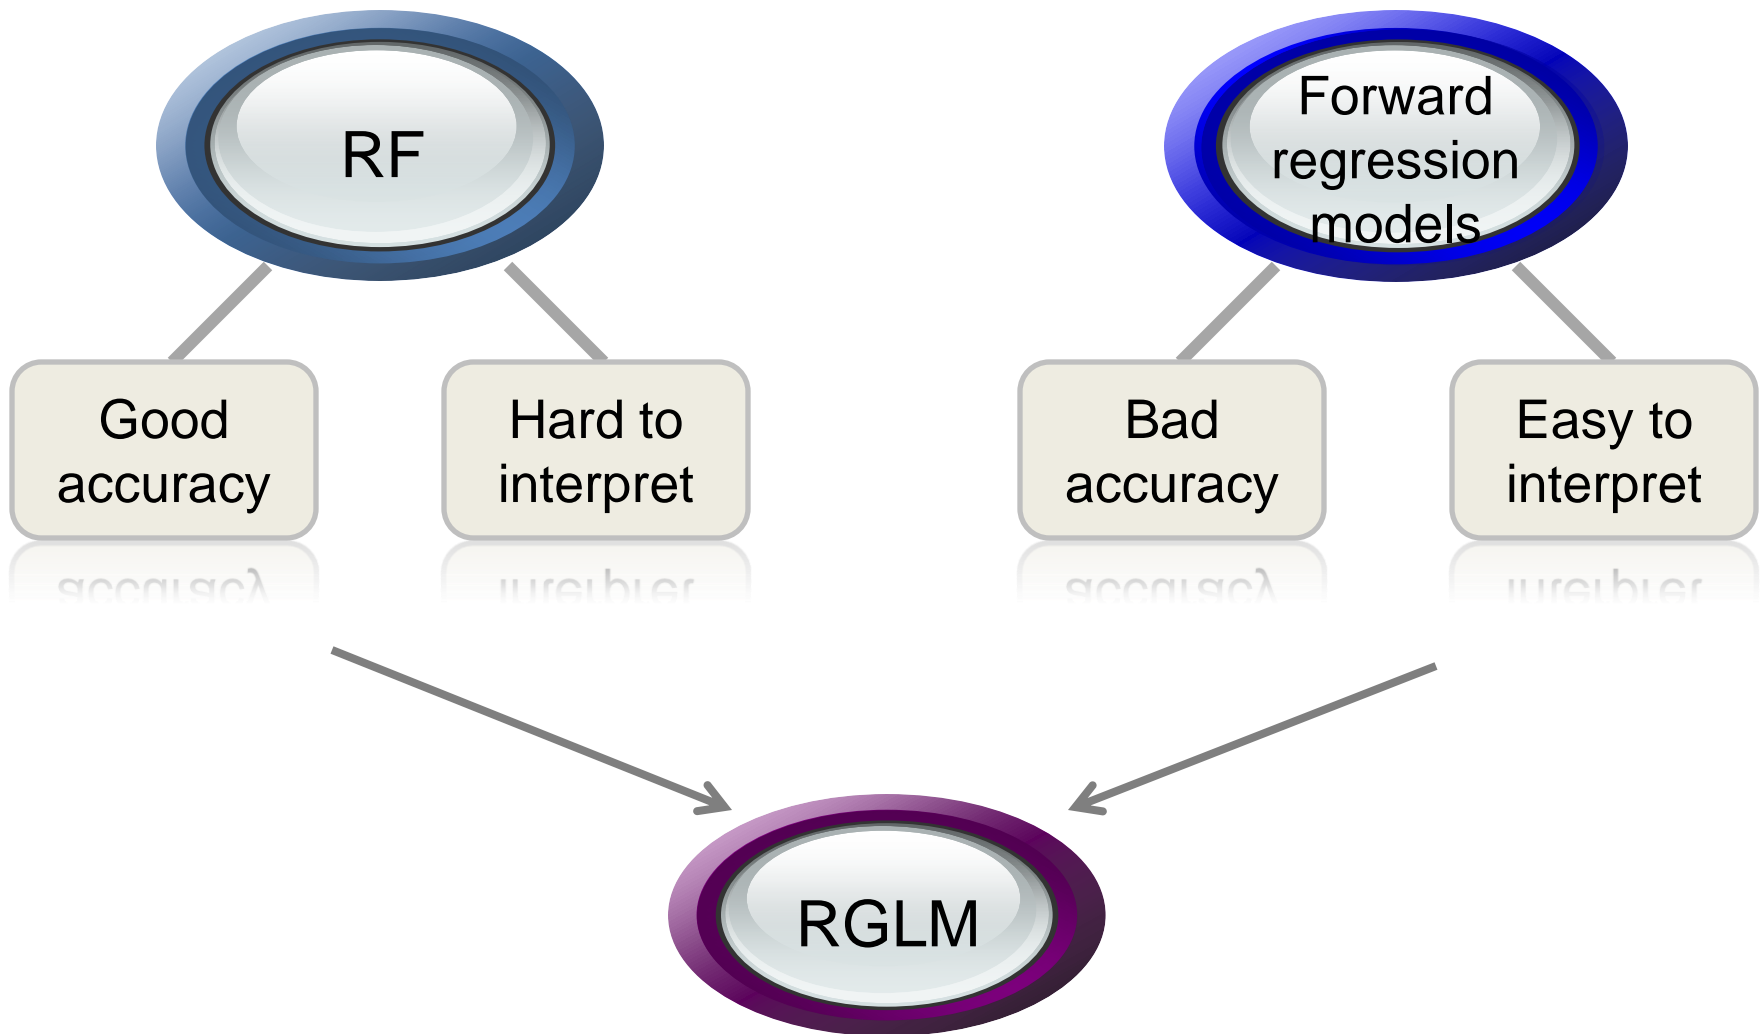 RF
Forward
regression
models
Good
accuracy
Hard to
interpret
Bad
accuracy
Easy to
interpret
RGLM